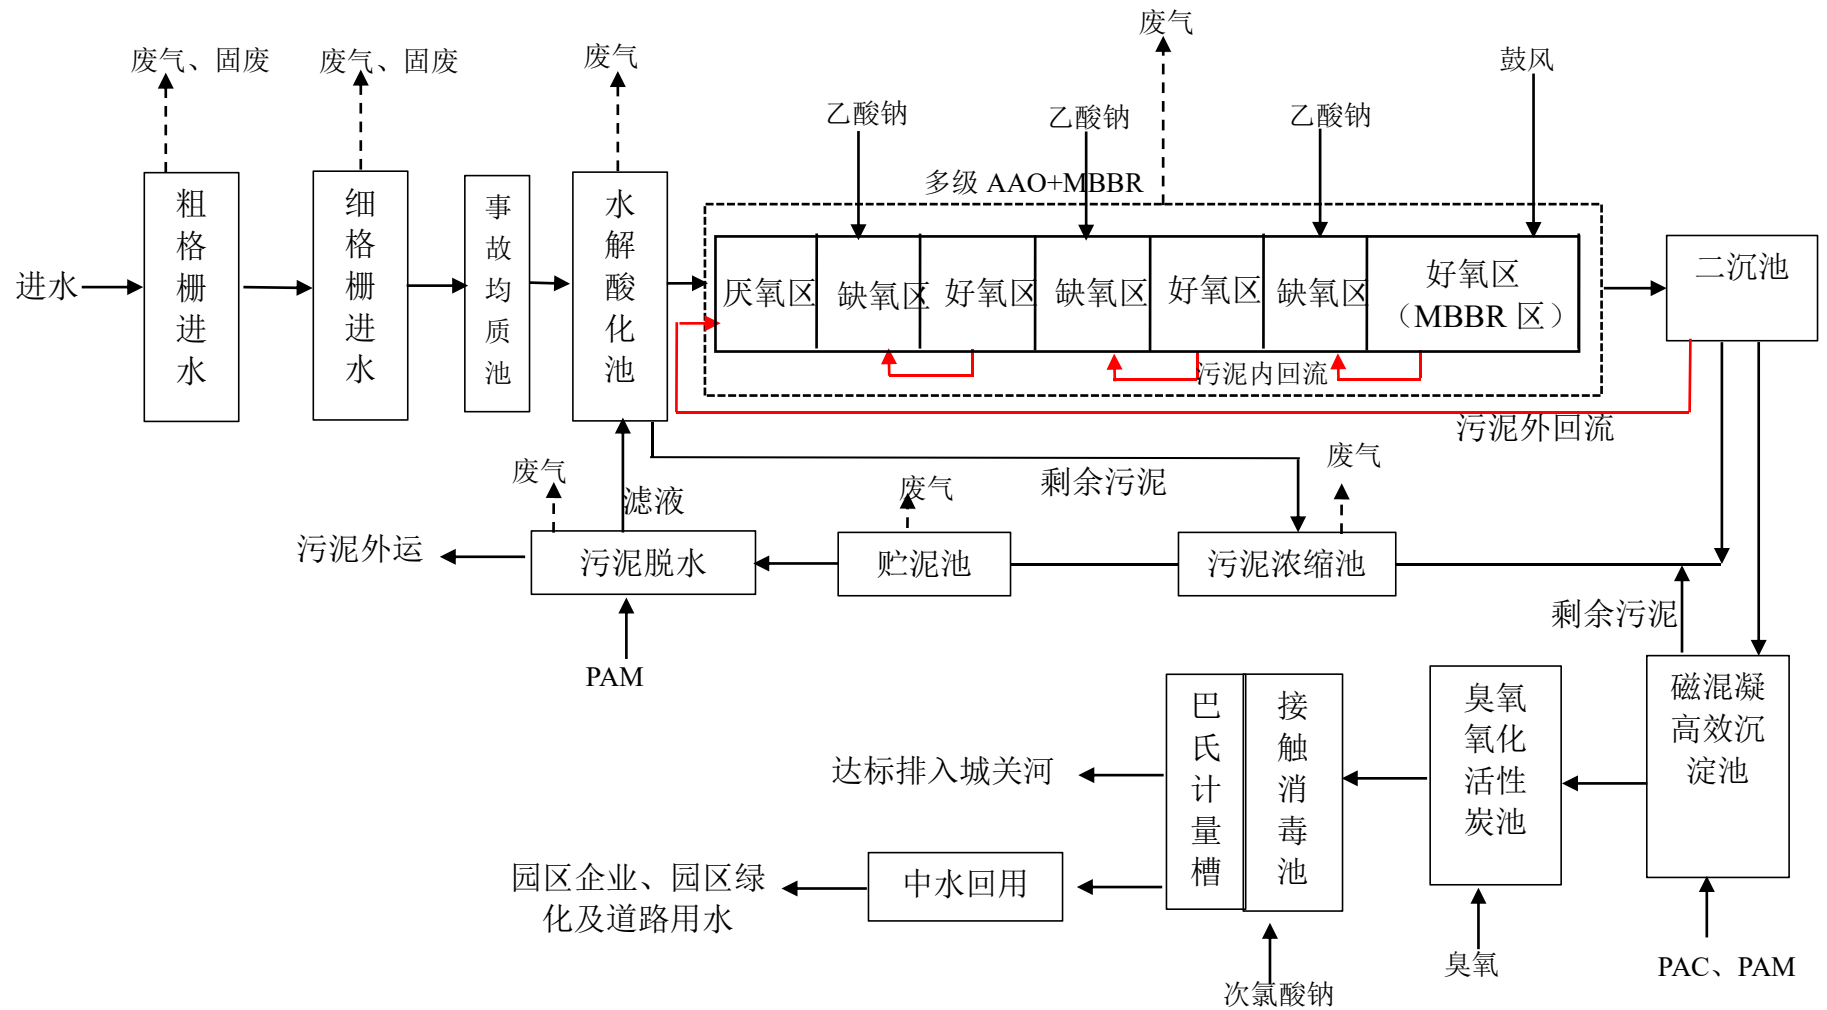 废气
废气、固废
废气、固废
废气
鼓风
乙酸钠
乙酸钠
乙酸钠
多级 AAO+MBBR
进水
粗格栅进水
细格栅进水
事故均质池
水解酸化池
厌氧区
缺氧区
好氧区
缺氧区
好氧区
缺氧区
好氧区
（MBBR 区）
二沉池
污泥内回流
污泥外回流
废气
滤液
废气
剩余污泥
废气
污泥外运
污泥脱水
贮泥池
污泥浓缩池
剩余污泥
PAM
巴氏计量槽
接触消毒池
臭氧
氧化
活性
炭池
磁混凝
高效沉
淀池
达标排入城关河
园区企业、园区绿
化及道路用水
中水回用
次氯酸钠
臭氧
PAC、PAM